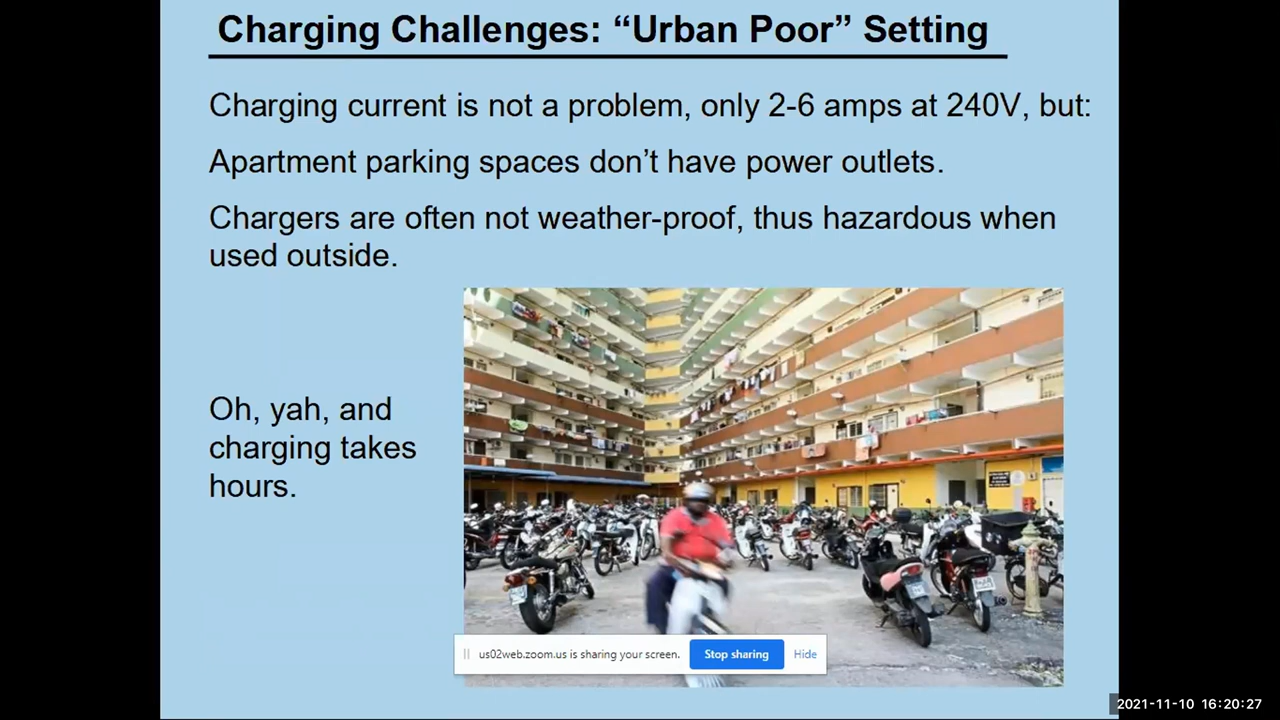 Charging Challenges: “Urban Poor” Setting
Charging current is not a problem, only 2-6 amps at 240V, but:
Apartment parking spaces don’t have power outlets.
Chargers are often not weather-proof, thus hazardous when
used outside.
Oh, yah, and
charging takes
hours.
us02web.zoom.us is sharing your screen. Stop sharing Hide
2021-11-10 16:20:27